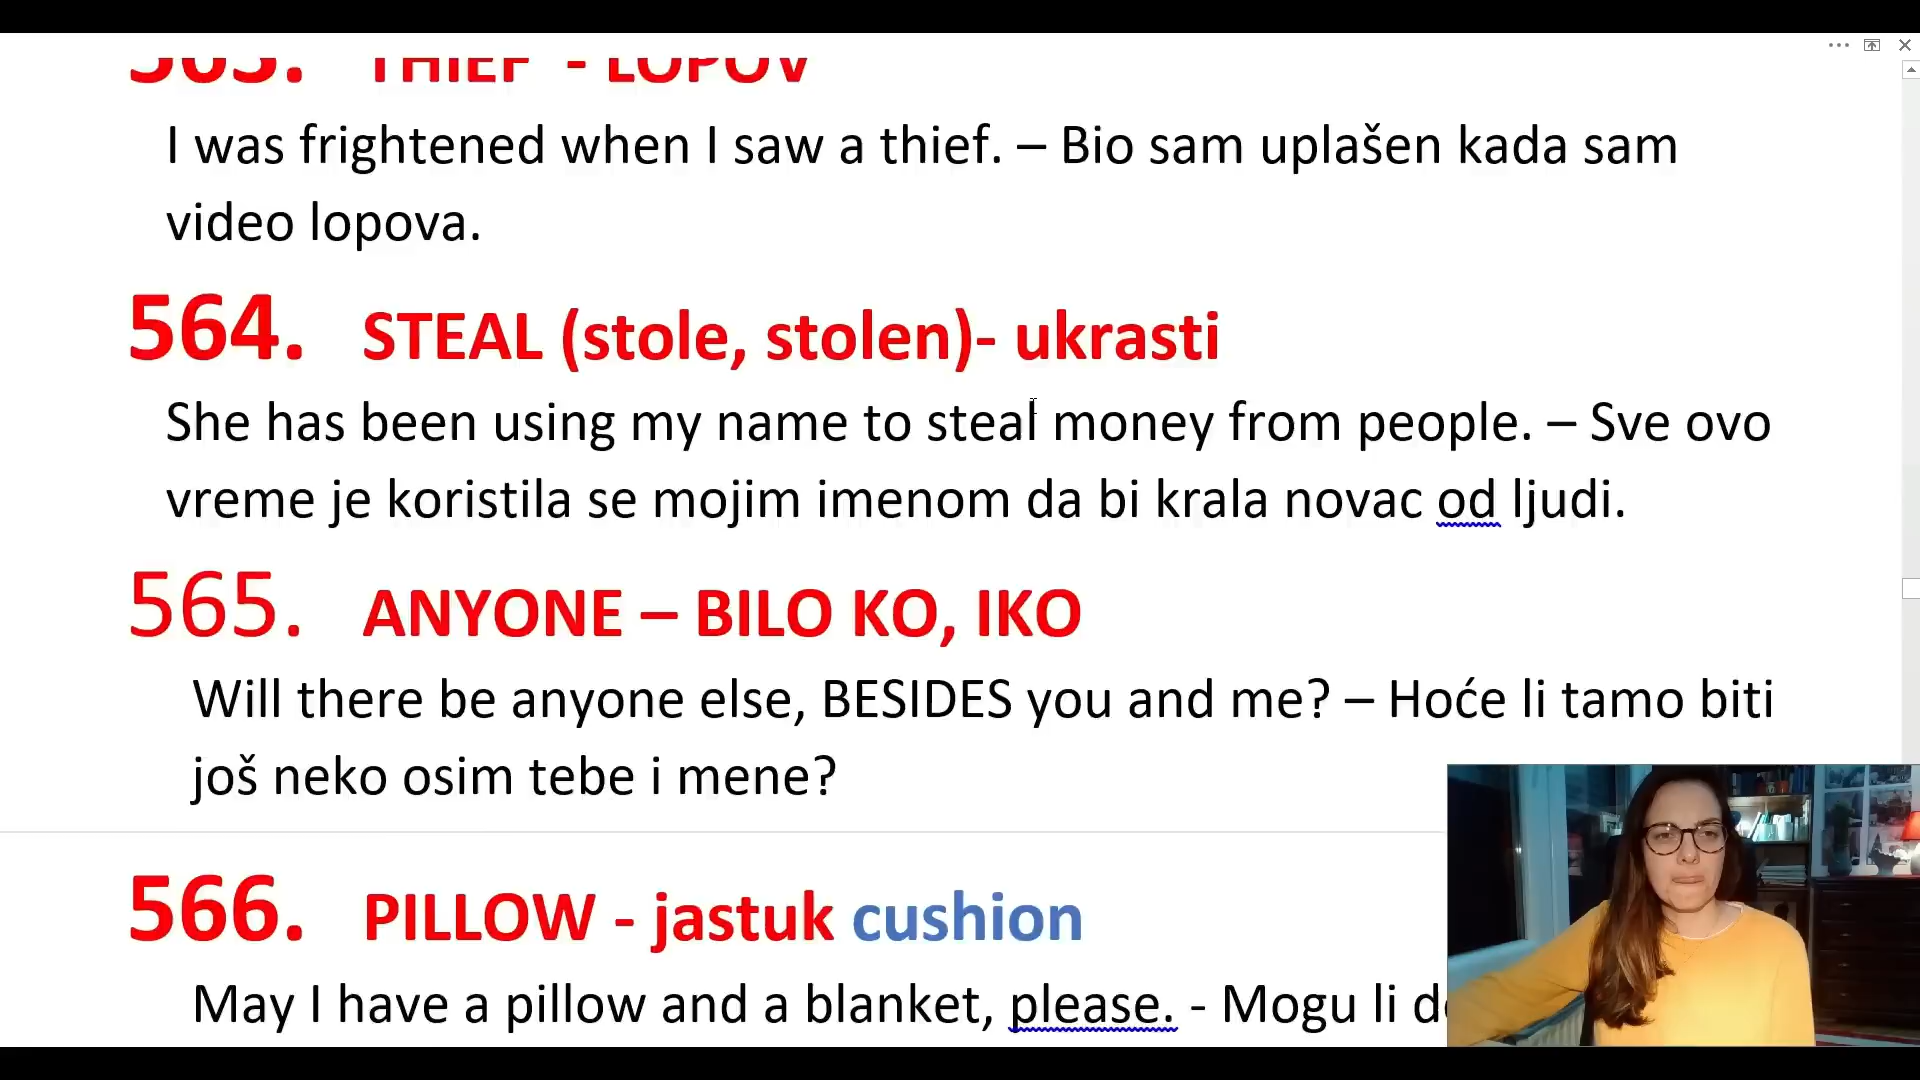 563. THIEF - LOPOV
I was frightened when I saw a thief. – Bio sam uplašen kada sam
video lopova.
564. STEAL (stole, stolen)- ukrasti
She has been using my name to steal money from people. – Sve ovo
vreme je koristila se mojim imenom da bi krala novac od ljudi.
565. ANYONE – BILO KO, IKO
Will there be anyone else, BESIDES you and me? – Hoće li tamo biti
još neko osim tebe i mene?
566. PILLOW - jastuk cushion
May I have a pillow and a blanket, please. - Mogu li